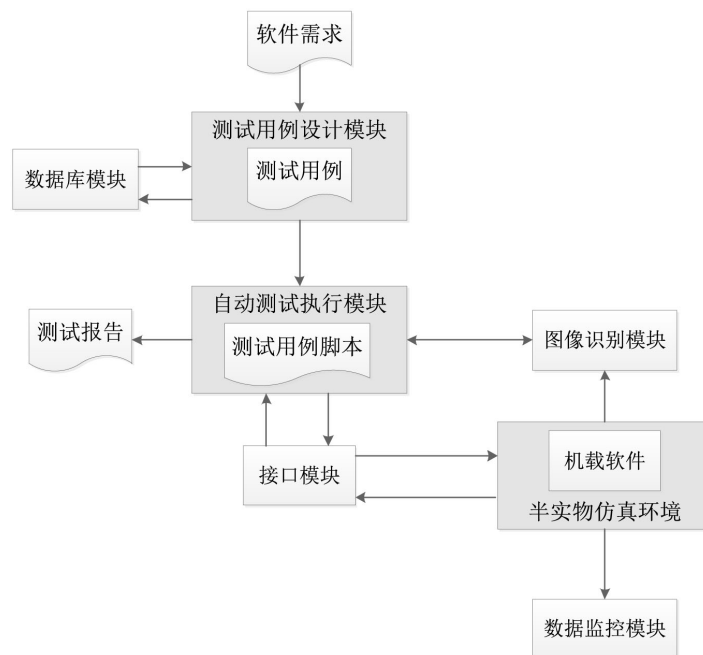 软件需求
测试用例设计模块
测试用例
数据库模块
自动测试执行模块
测试用例脚本
测试报告
图像识别模块
接口模块
机载软件
半实物仿真环境
数据监控模块